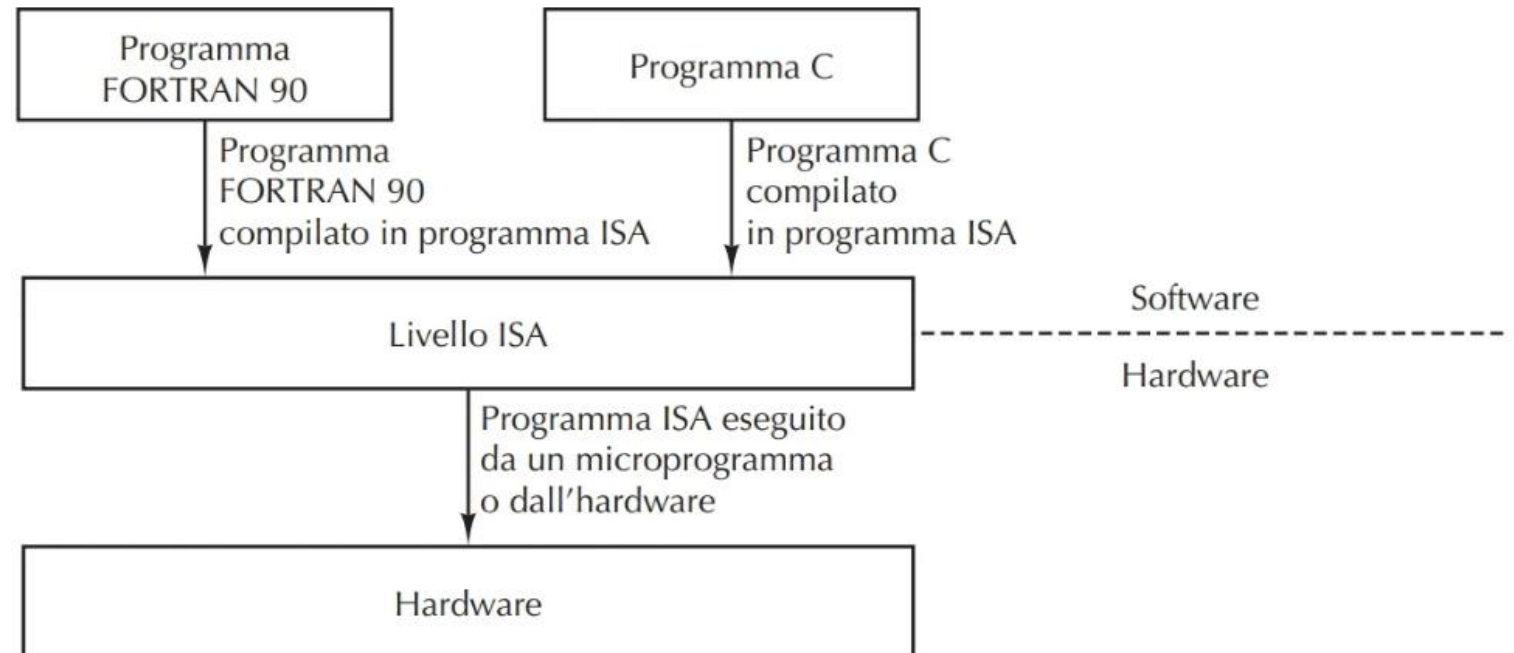 Programma
FORTRAN 90
Programma C
Programma
FORTRAN 90
compilato in programma ISA
Programma C
compilato
in programma ISA
Livello ISA
Software
Hardware
Programma ISA eseguito
da un microprogramma
o dall'hardware
Hardware